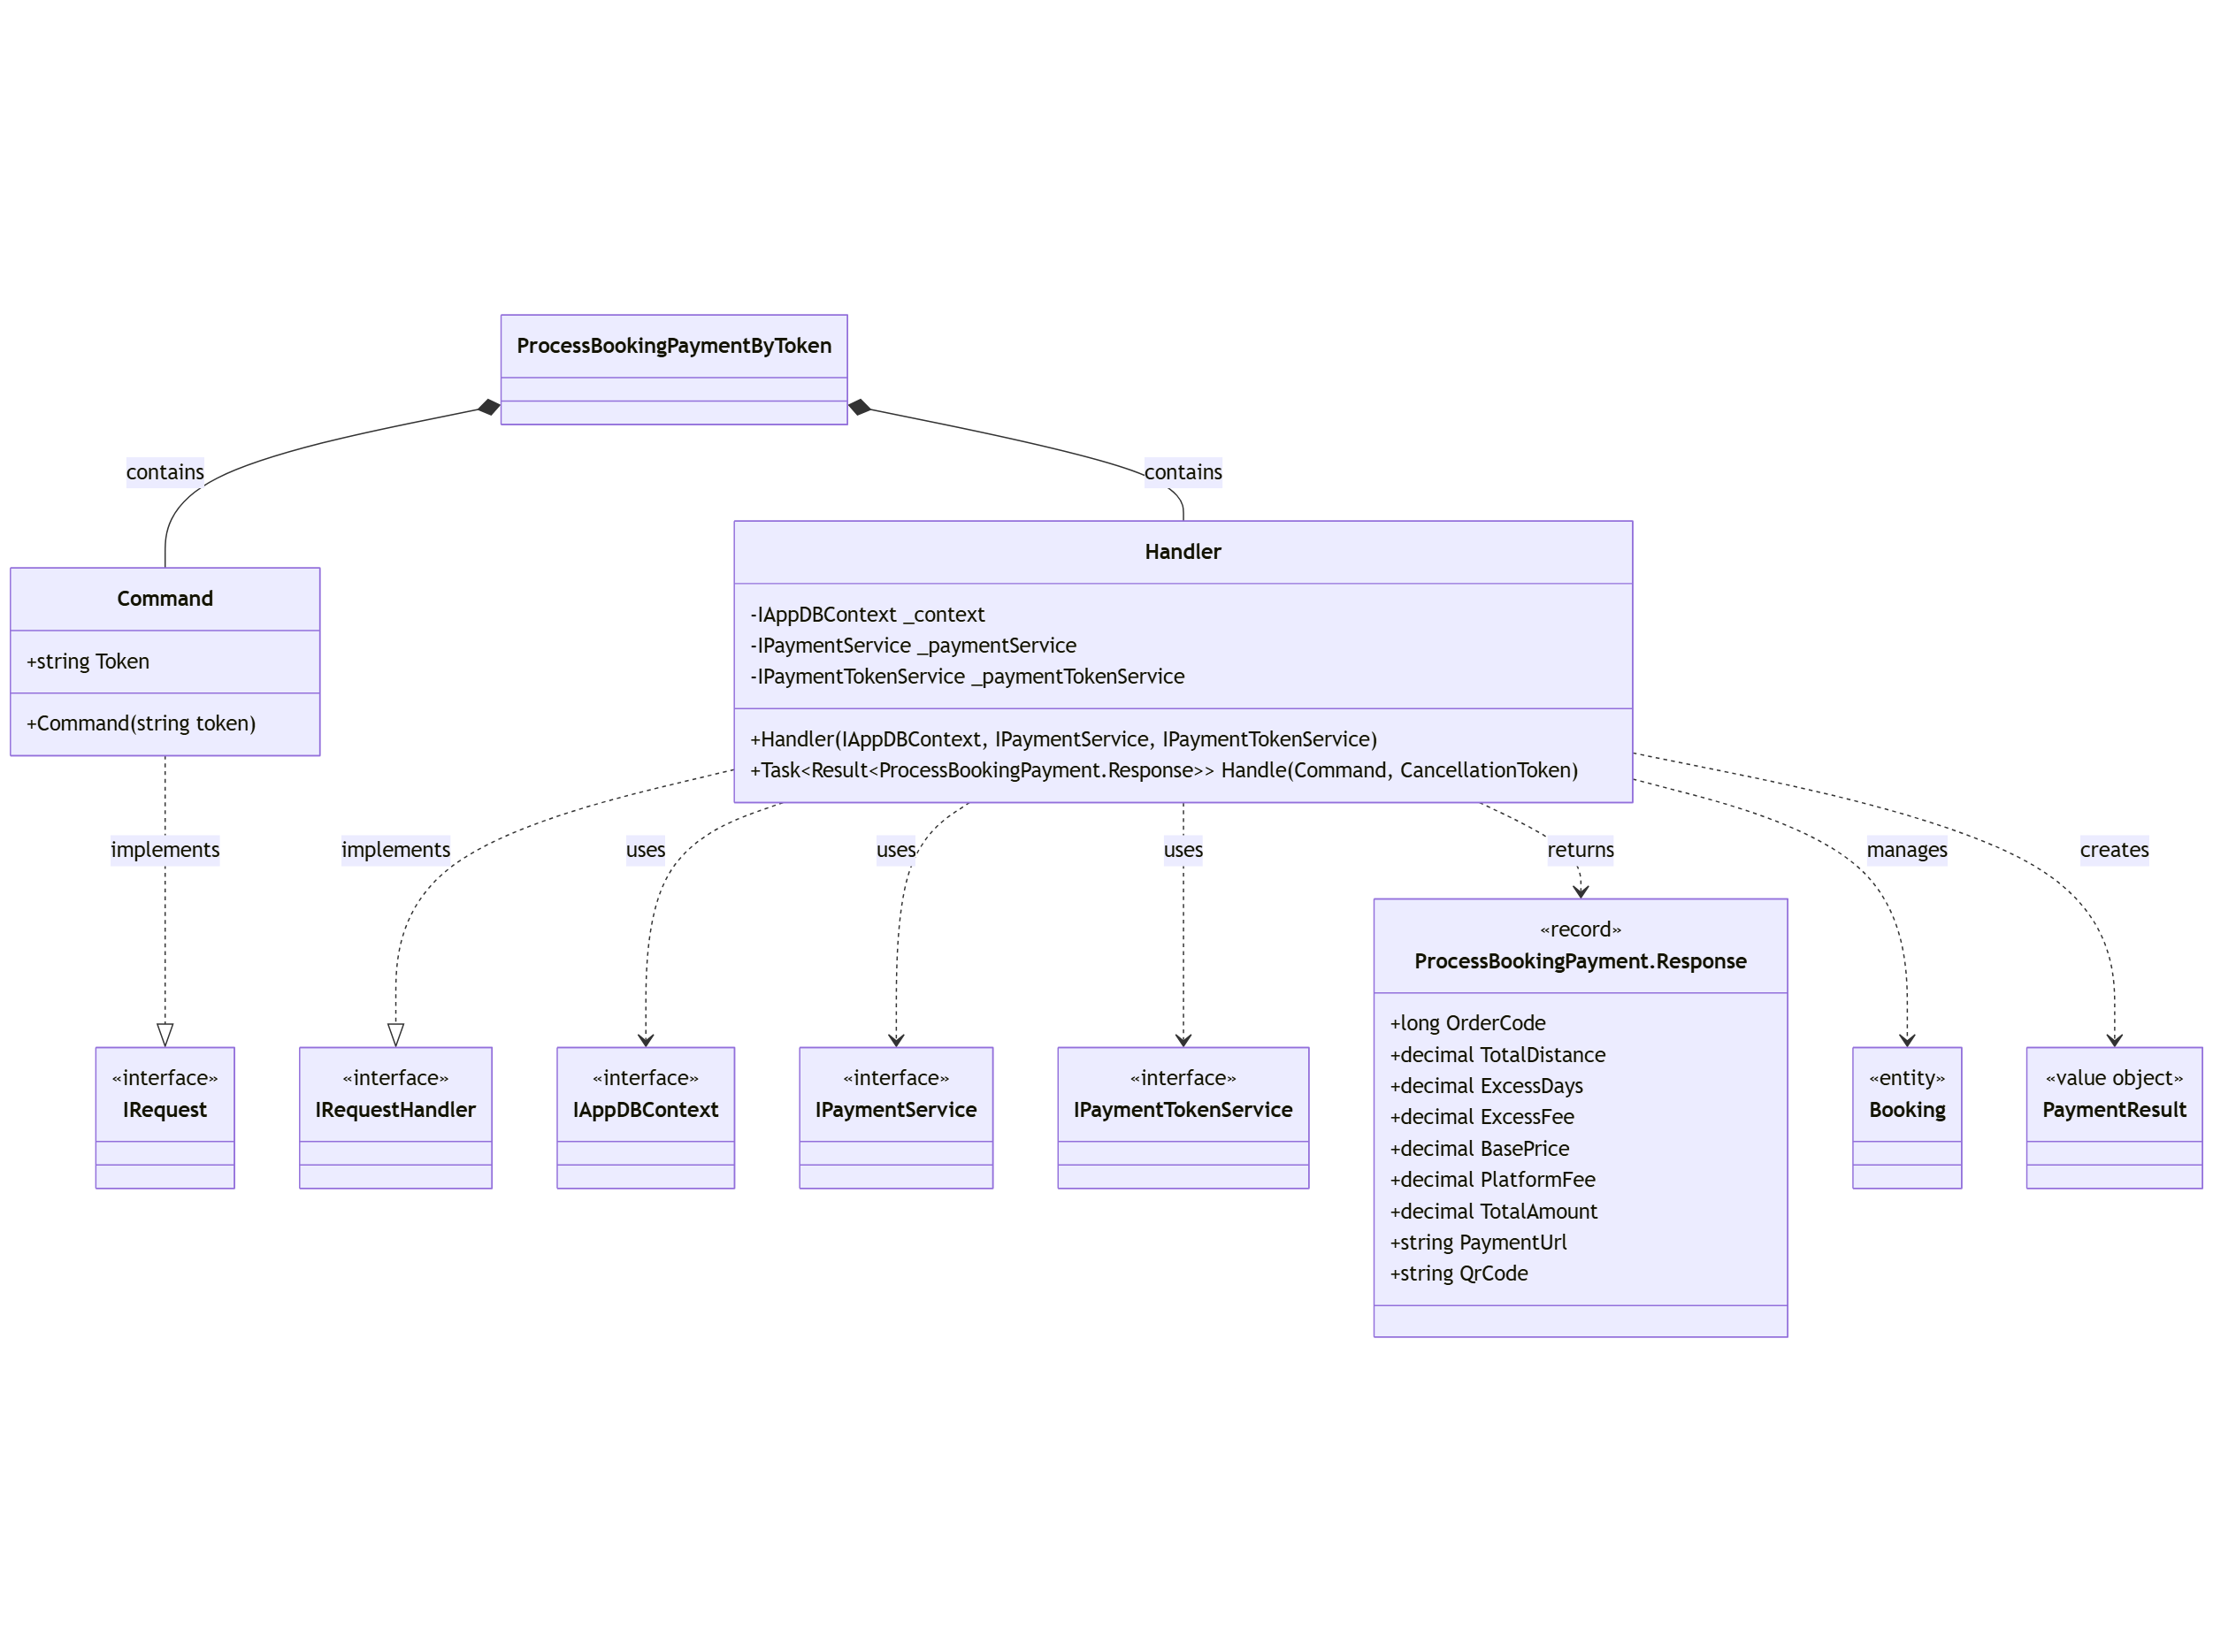 ProcessBookingPaymentByToken
contains
contains
Command
+string Token
+Command(string token)
Handler
-IAppDBContext _context
-IPaymentService _paymentService
-IPaymentTokenService _paymentTokenService
+Handler(IAppDBContext, IPaymentService, IPaymentTokenService)
+Task<Result<ProcessBookingPayment.Response>> Handle(Command, CancellationToken)
implements
implements
uses
uses
uses
returns
manages
creates
«interface»
IRequest
«interface»
IRequestHandler
«interface»
IAppDBContext
«interface»
IPaymentService
«interface»
IPaymentTokenService
«record»
ProcessBookingPayment.Response
+long OrderCode
+decimal TotalDistance
+decimal ExcessDays
+decimal ExcessFee
+decimal BasePrice
+decimal PlatformFee
+decimal TotalAmount
+string PaymentUrl
+string QrCode
«entity»
Booking
«value object»
PaymentResult